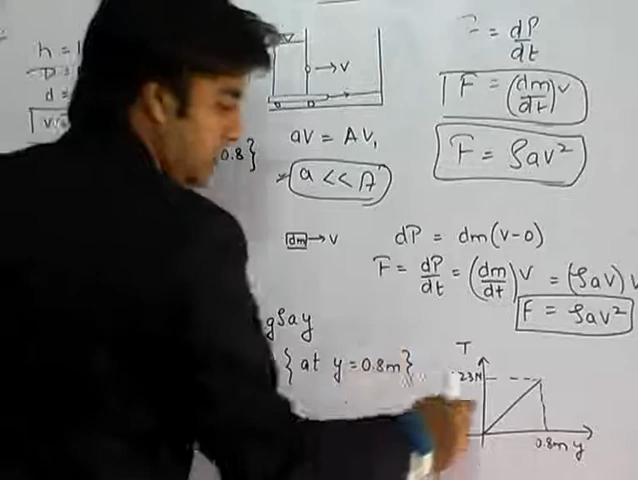 h =
D =
d =
0.8}
→ V
aV = AV₁
* a << A
F = dP/dt
F = (dm/dt)V
F = ρav²
dm → V
dP = dm(V-0)
F = dP/dt = (dm/dt)V = (ρaV)V
F = ρav²
gρay
{at y = 0.8m}
T
23N
0.8m y